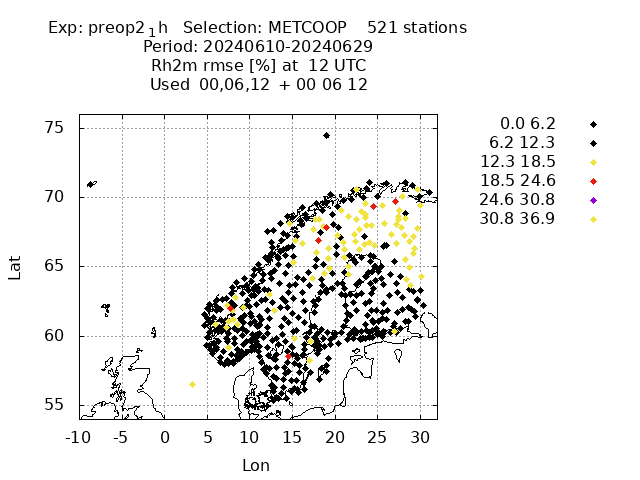 Exp: preop2₁h   Selection: METCOOP    521 stations
Period: 20240610-20240629
Rh2m rmse [%] at  12 UTC
Used  00,06,12  + 00 06 12
0.0 6.2
6.2 12.3
12.3 18.5
18.5 24.6
24.6 30.8
30.8 36.9
75
70
65
60
55
Lat
-10 -5 0 5 10 15 20 25 30
Lon